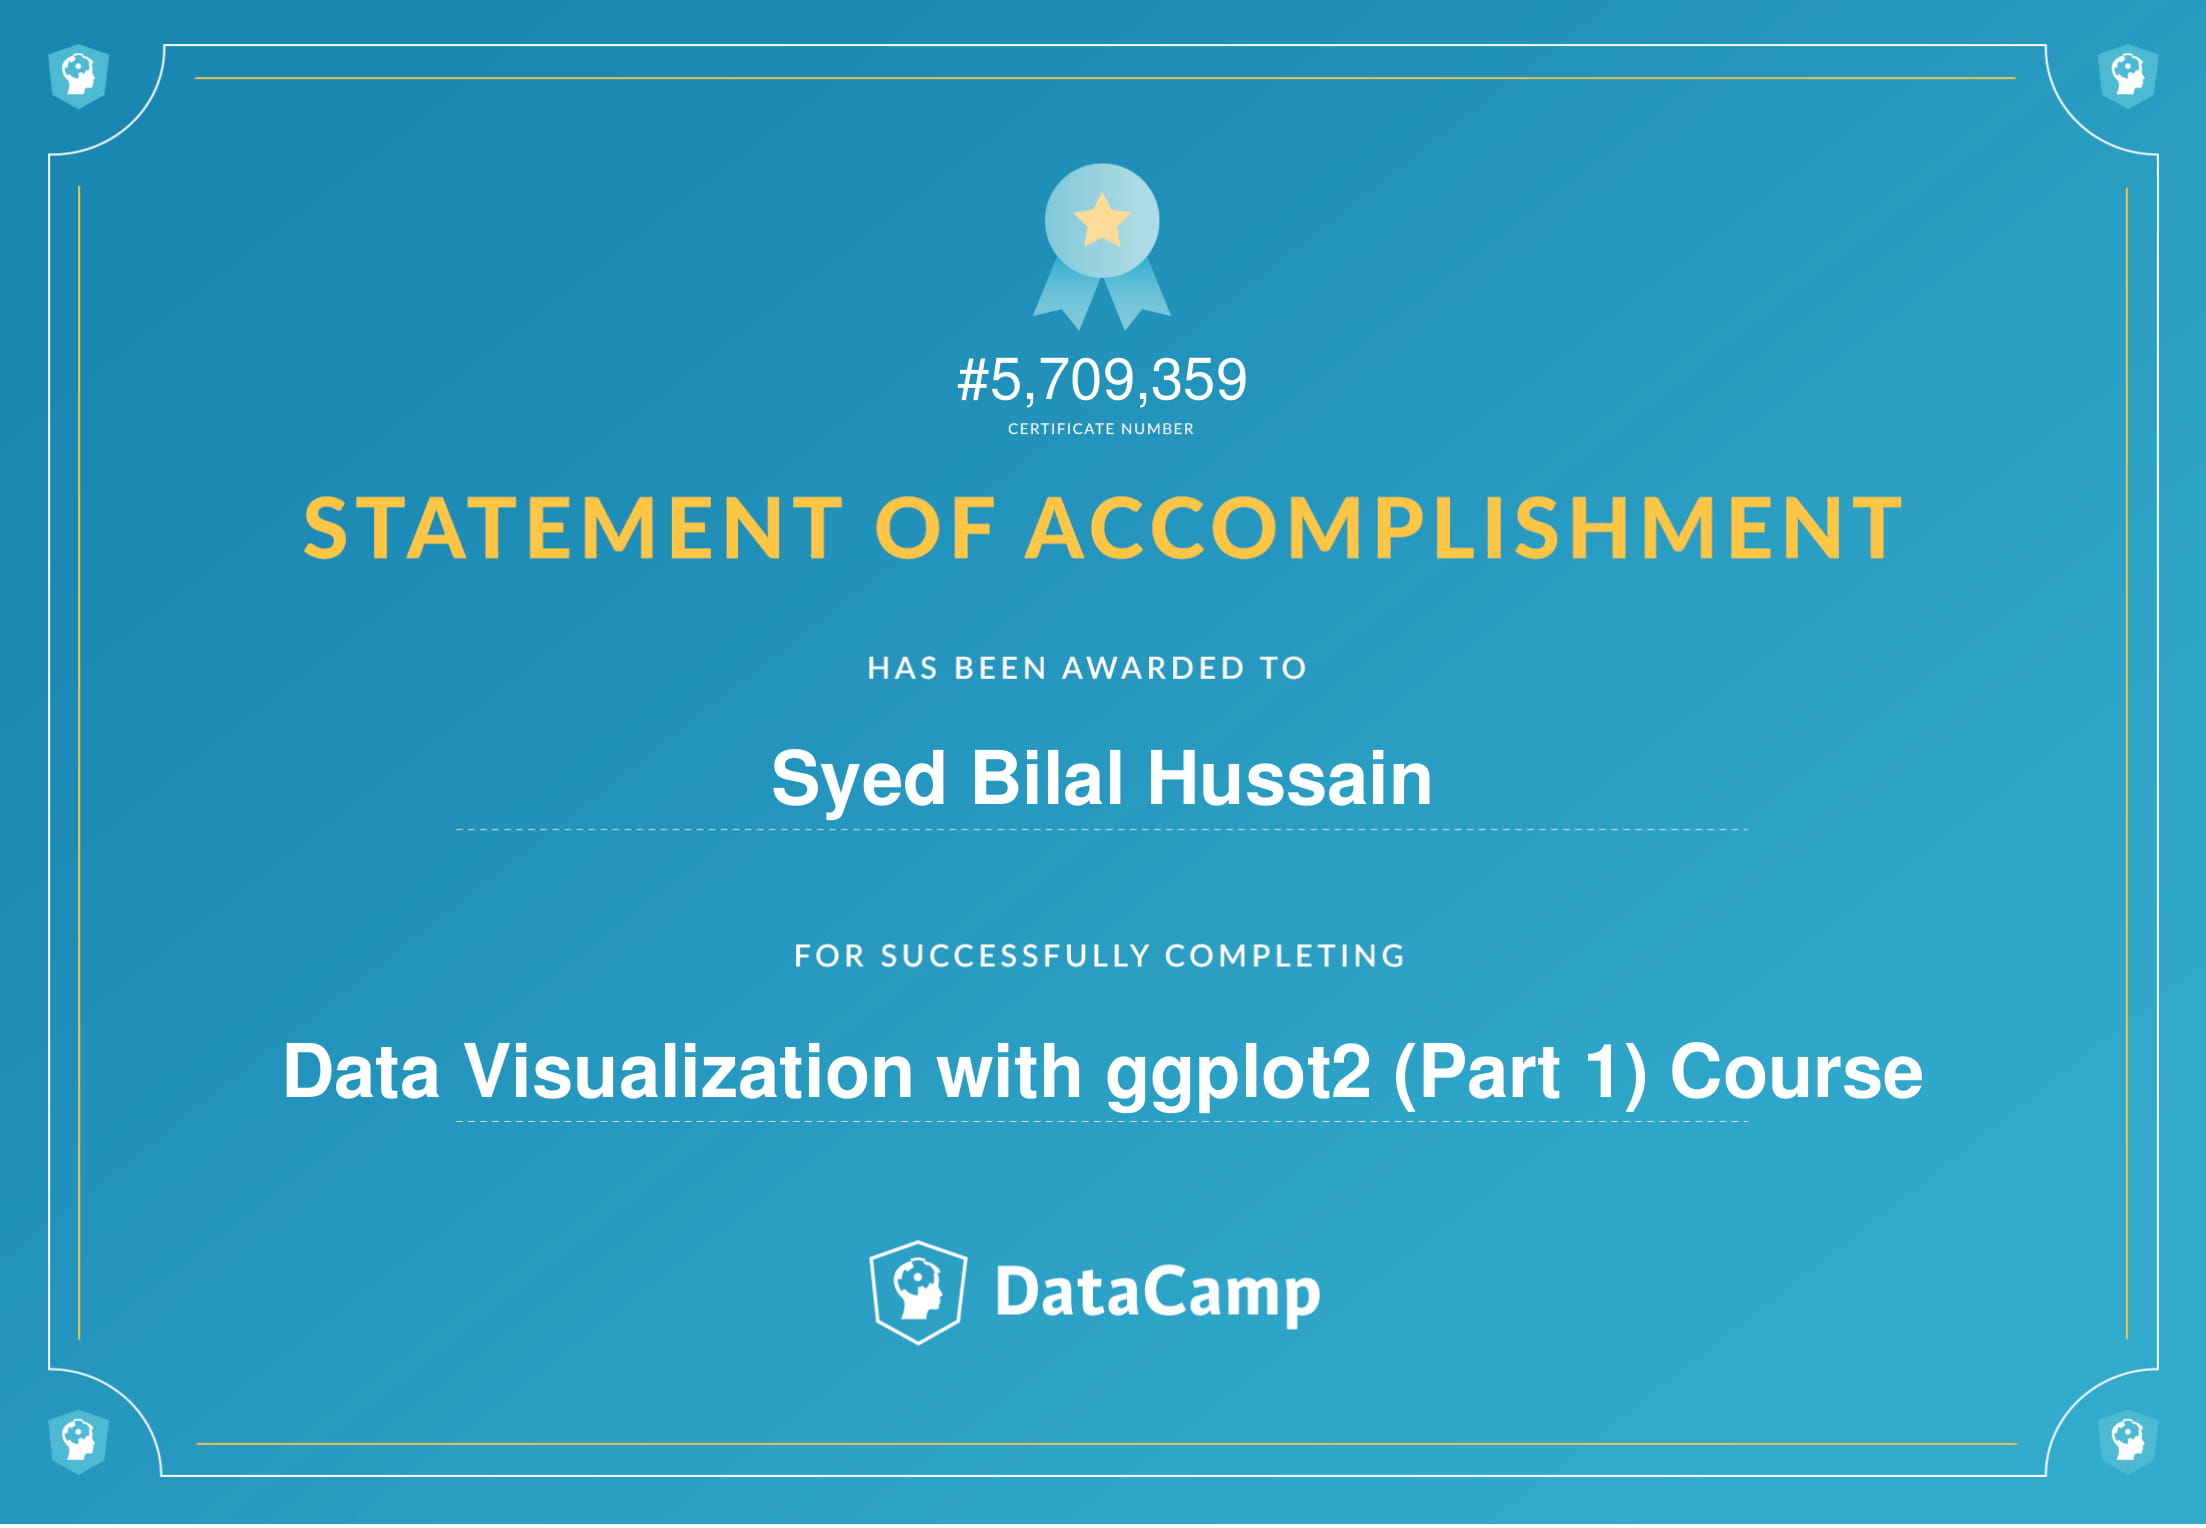 #5,709,359
CERTIFICATE NUMBER
STATEMENT OF ACCOMPLISHMENT
HAS BEEN AWARDED TO
Syed Bilal Hussain
FOR SUCCESSFULLY COMPLETING
Data Visualization with ggplot2 (Part 1) Course
DataCamp